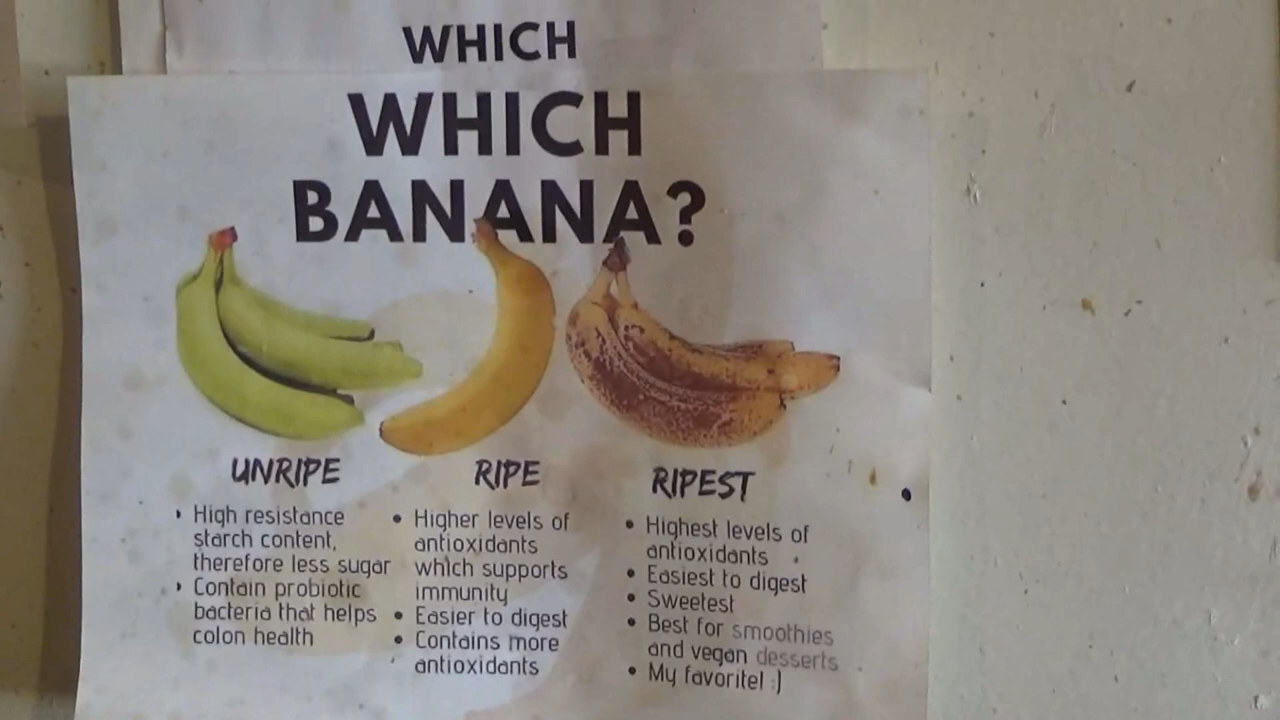 WHICH
WHICH
BANANA?
UNRIPE
• High resistance
starch content,
therefore less sugar
• Contain probiotic
bacteria that helps
colon health
RIPE
• Higher levels of
antioxidants
which supports
immunity
• Easier to digest
• Contains more
antioxidants
RIPEST
• Highest levels of
antioxidants
• Easiest to digest
• Sweetest
• Best for smoothies
and vegan desserts
• My favorite! :)